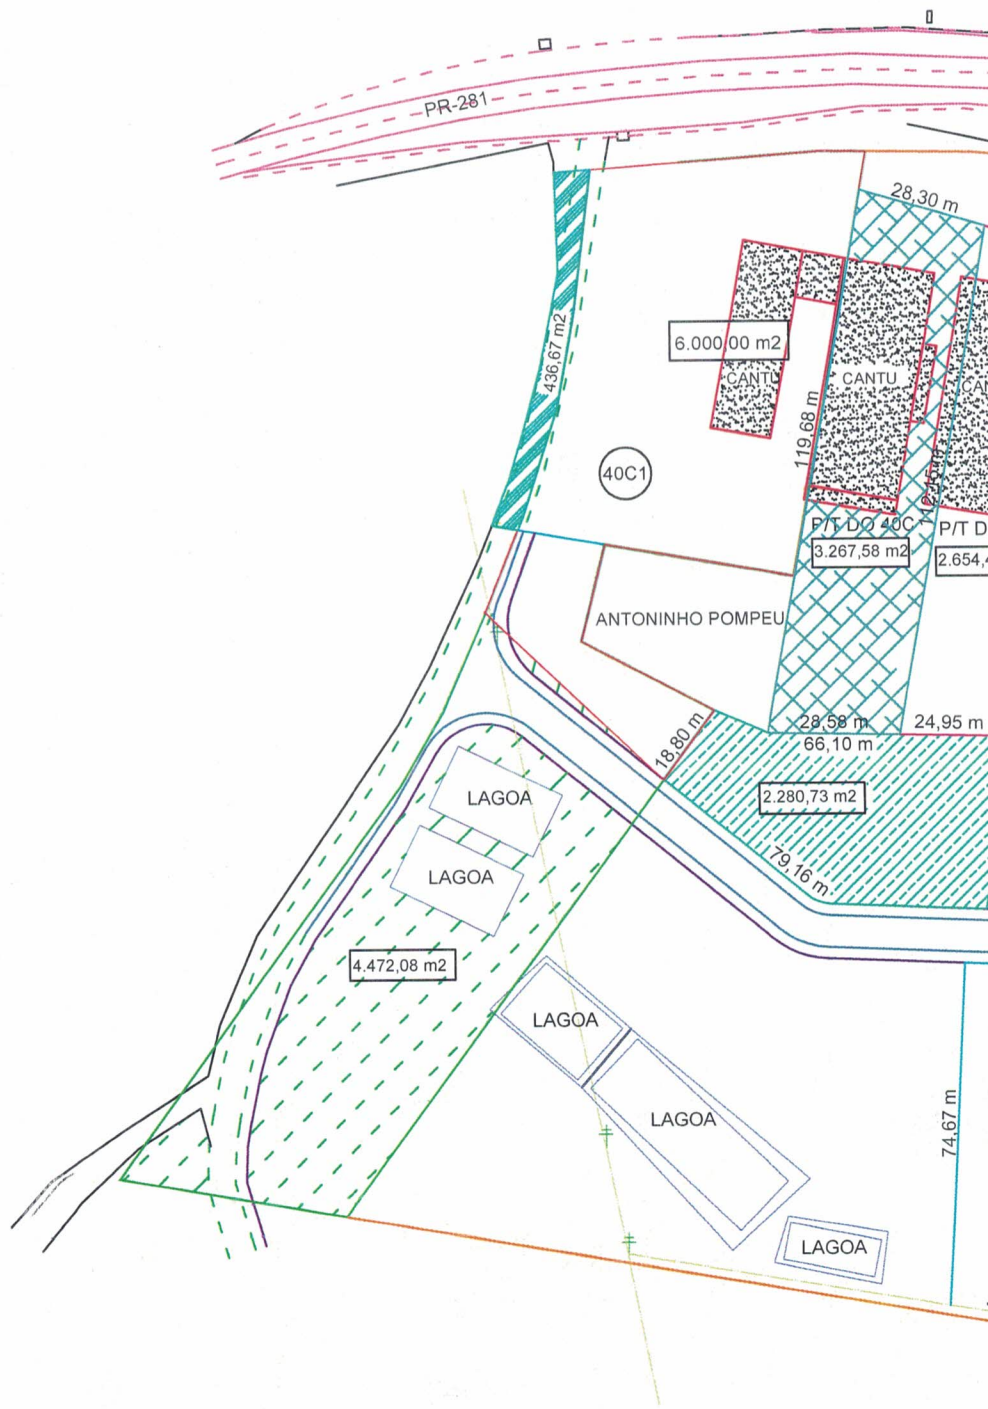 PR-281
28,30 m
436,67 m2
6.000,00 m2
CANTU
CANTU
119,68 m
40C1
P/T DO 40C
3.267,58 m2
P/T D
2.654,4
ANTONINHO POMPEU
28,58 m
24,95 m
66,10 m
18,80 m
2.280,73 m2
79,16 m
LAGOA
LAGOA
4.472,08 m2
LAGOA
LAGOA
74,67 m
LAGOA